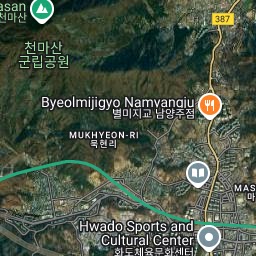 asan
천마산
387
천마산
군립공원
Byeolmijigyo Namyangju
별미지교 남양주점
MUKHYEON-RI
묵현리
MAS
마
Hwado Sports and
Cultural Center
화도체육문화센터